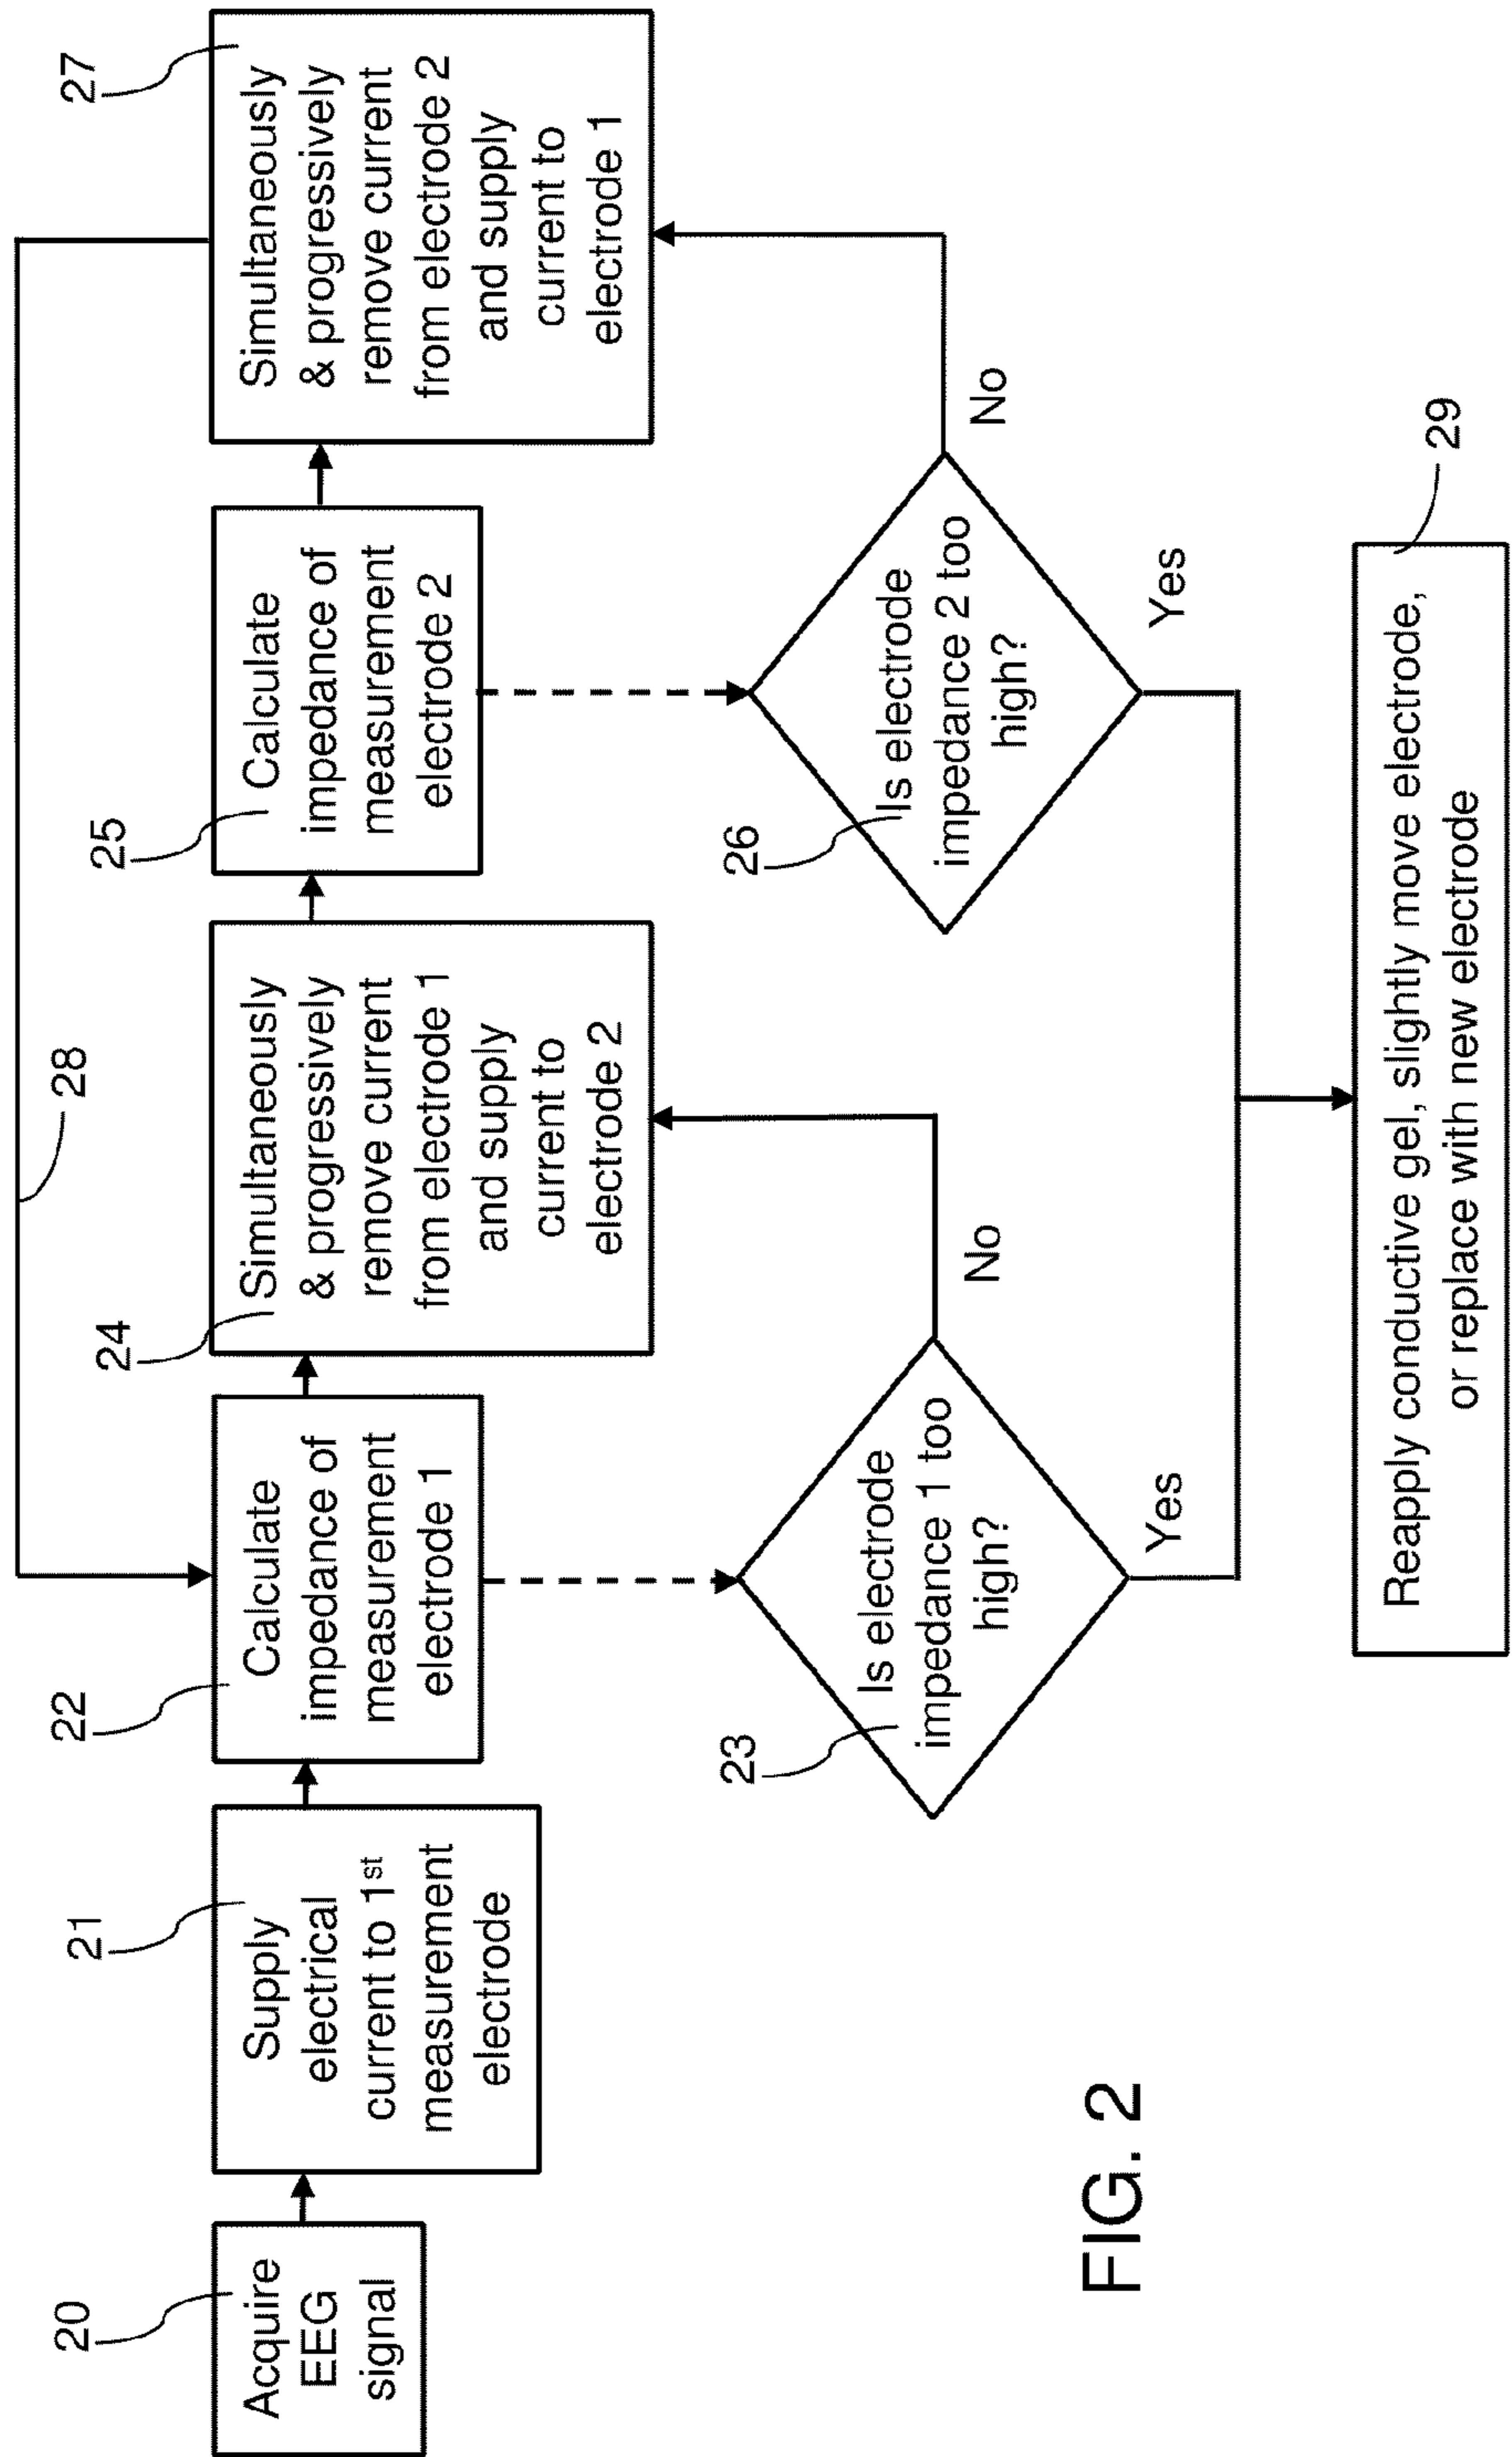 20
Acquire
EEG
signal
21
Supply
electrical
current to 1st
measurement
electrode
22
Calculate
impedance of
measurement
electrode 1
24
Simultaneously
& progressively
remove current
from electrode 1
and supply
current to
electrode 2
25
Calculate
impedance of
measurement
electrode 2
27
Simultaneously
& progressively
remove current
from electrode 2
and supply
current to
electrode 1
28
23
Is electrode
impedance 1 too
high?
No
Yes
26
Is electrode
impedance 2 too
high?
No
Yes
29
Reapply conductive gel, slightly move electrode,
or replace with new electrode
FIG. 2